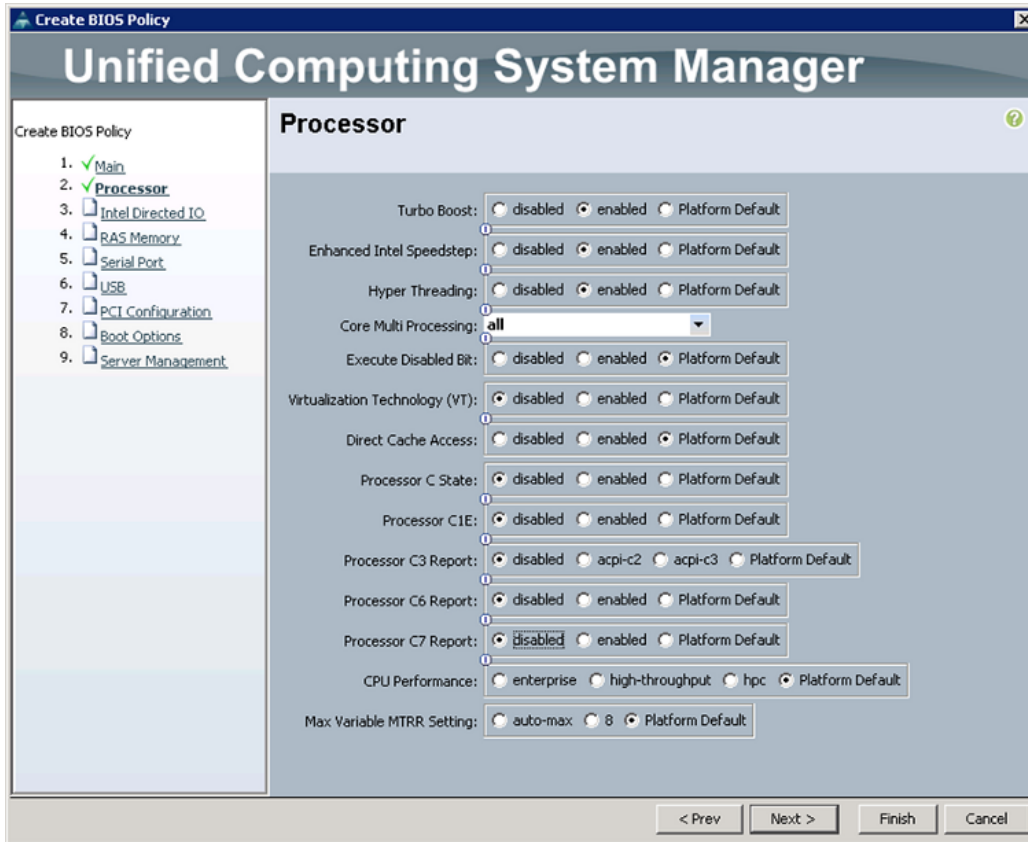 Create BIOS Policy
Unified Computing System Manager
Create BIOS Policy
1. Main
2. Processor
3. Intel Directed IO
4. RAS Memory
5. Serial Port
6. USB
7. PCI Configuration
8. Boot Options
9. Server Management
Processor
Turbo Boost: disabled enabled Platform Default
Enhanced Intel Speedstep: disabled enabled Platform Default
Hyper Threading: disabled enabled Platform Default
Core Multi Processing: all
Execute Disabled Bit: disabled enabled Platform Default
Virtualization Technology (VT): disabled enabled Platform Default
Direct Cache Access: disabled enabled Platform Default
Processor C State: disabled enabled Platform Default
Processor C1E: disabled enabled Platform Default
Processor C3 Report: disabled acpi-c2 acpi-c3 Platform Default
Processor C6 Report: disabled enabled Platform Default
Processor C7 Report: disabled enabled Platform Default
CPU Performance: enterprise high-throughput hpc Platform Default
Max Variable MTRR Setting: auto-max 8 Platform Default
< Prev Next > Finish Cancel